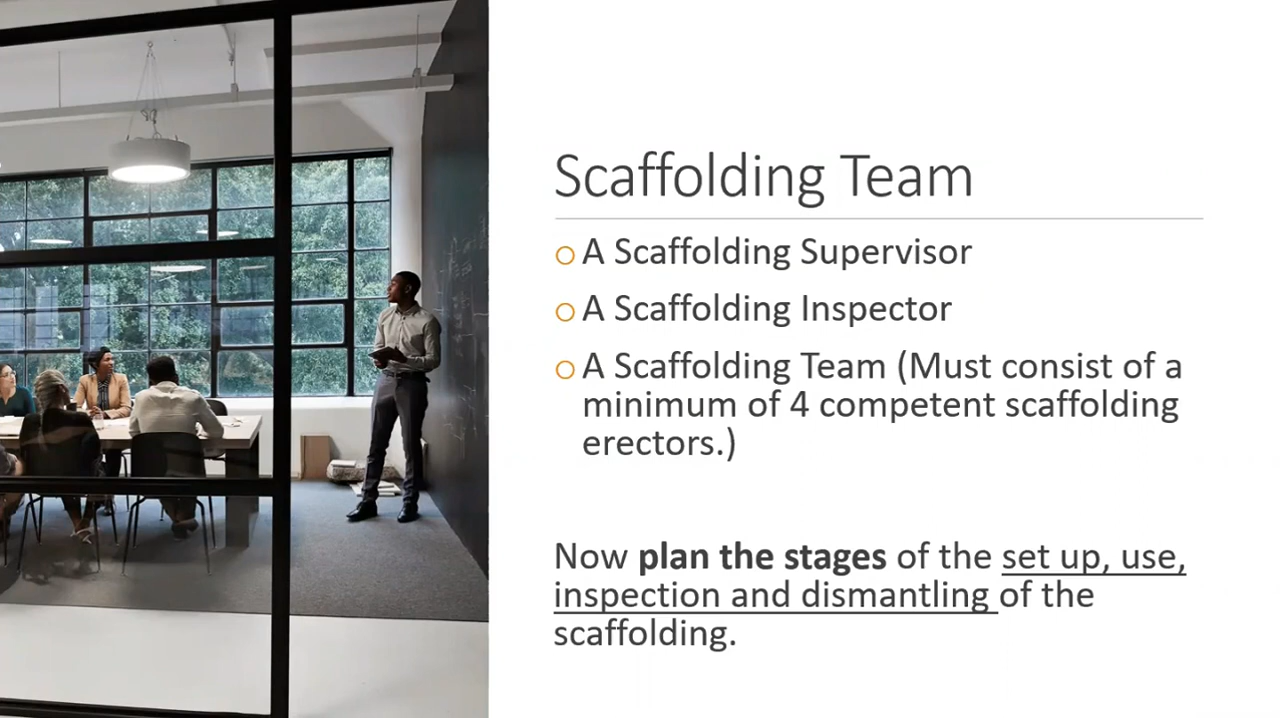 Scaffolding Team
A Scaffolding Supervisor
A Scaffolding Inspector
A Scaffolding Team (Must consist of a
minimum of 4 competent scaffolding
erectors.)
Now plan the stages of the set up, use,
inspection and dismantling of the
scaffolding.